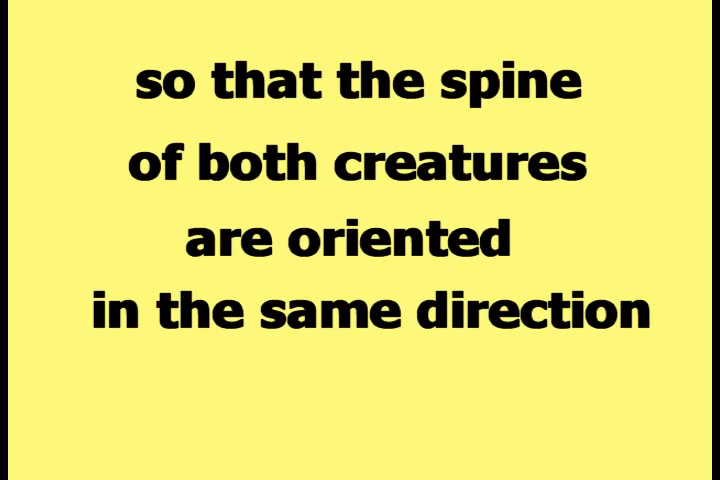 so that the spine
of both creatures
are oriented
in the same direction